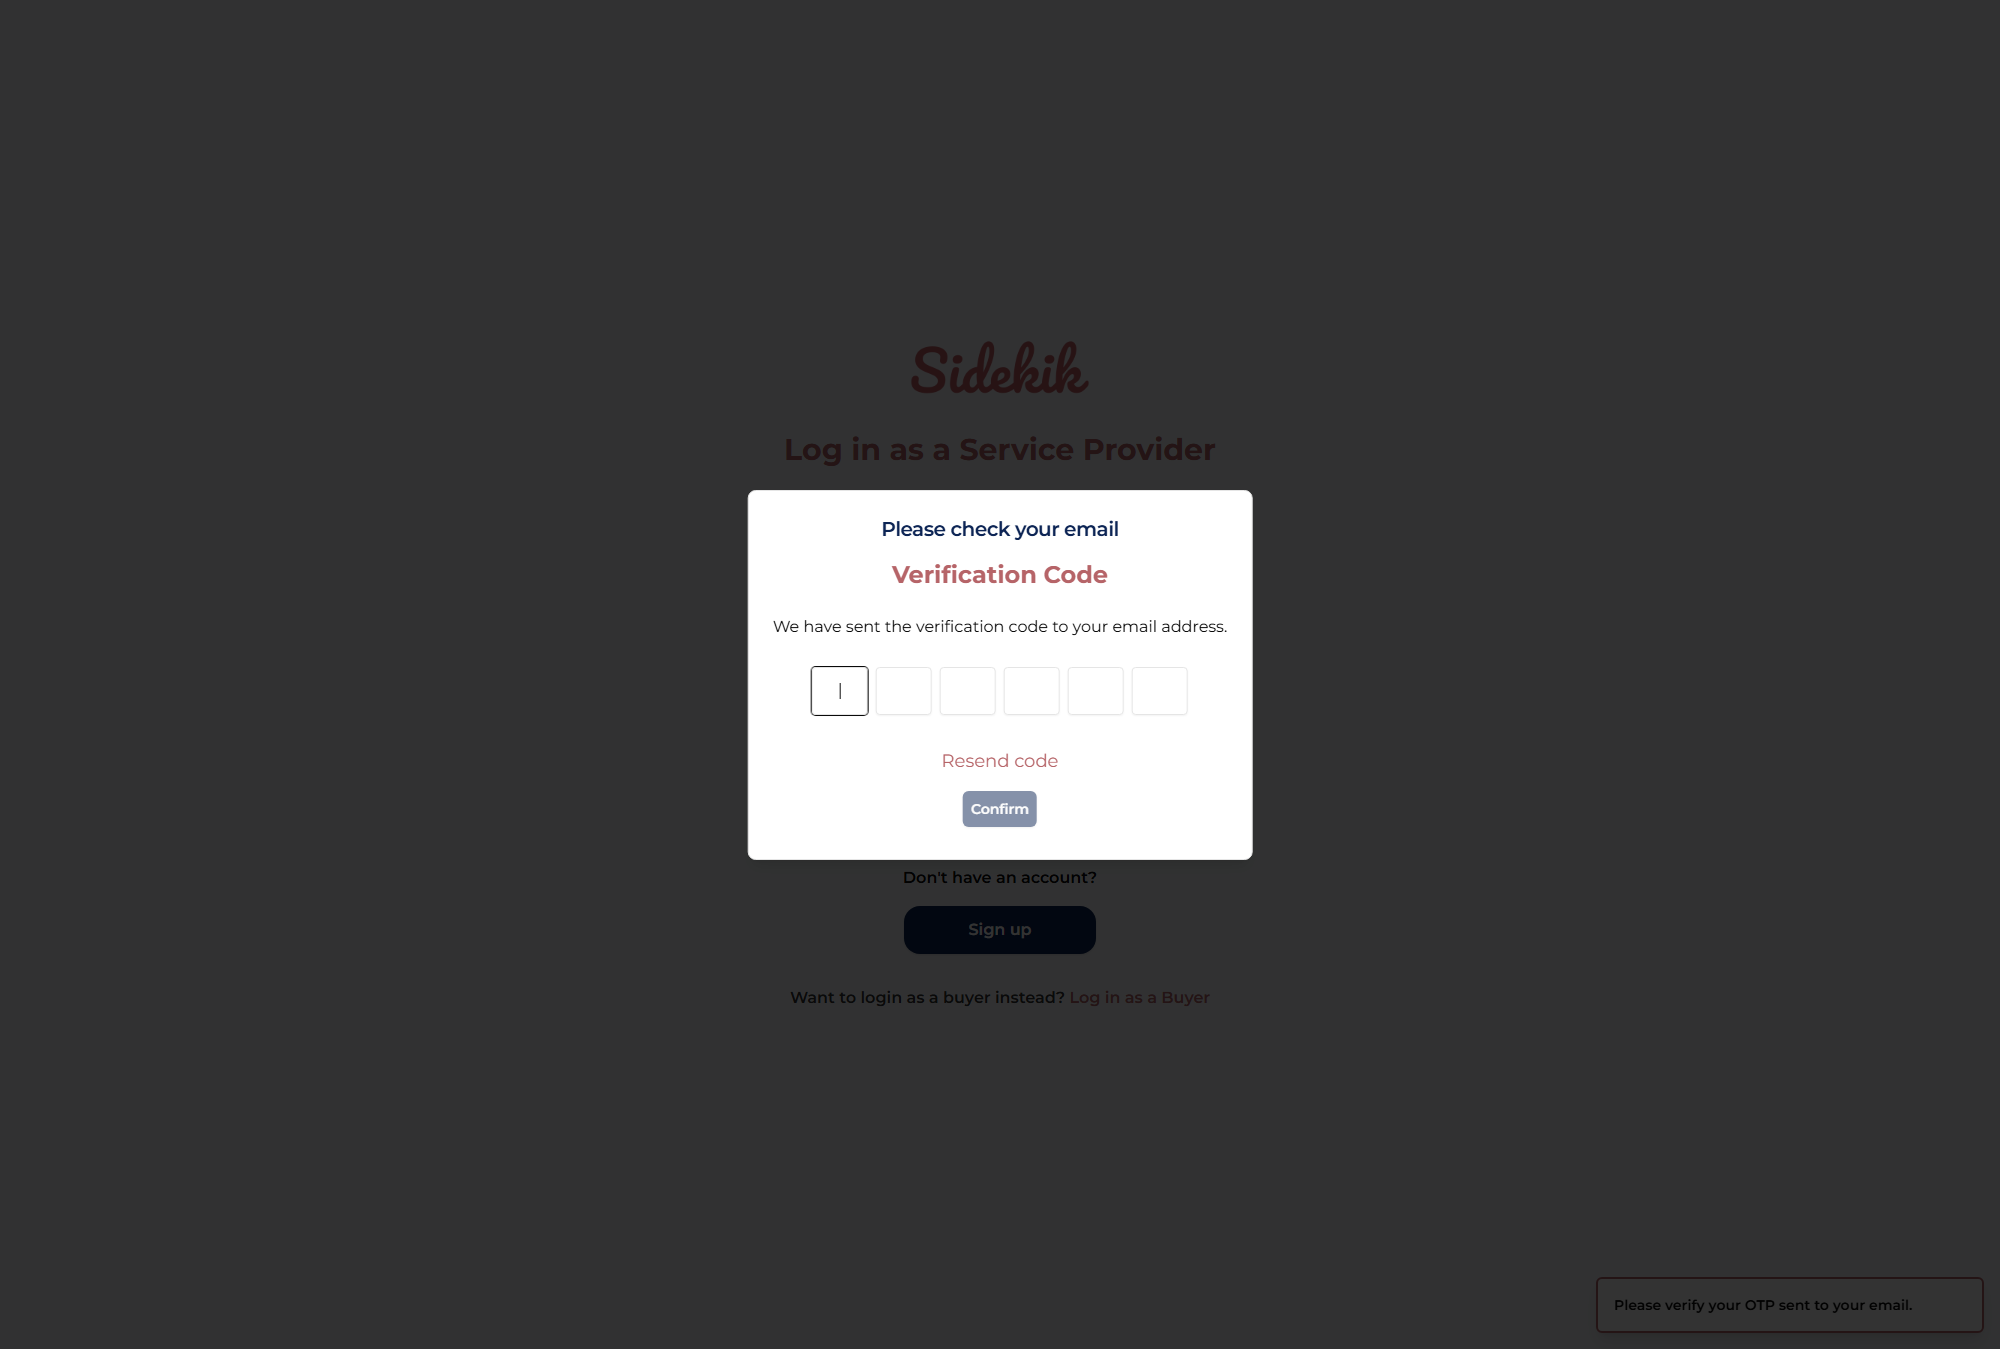 Sidekik
Log in as a Service Provider
Please check your email
Verification Code
We have sent the verification code to your email address.
Resend code
Confirm
Don't have an account?
Sign up
Want to login as a buyer instead? Log in as a Buyer
Please verify your OTP sent to your email.